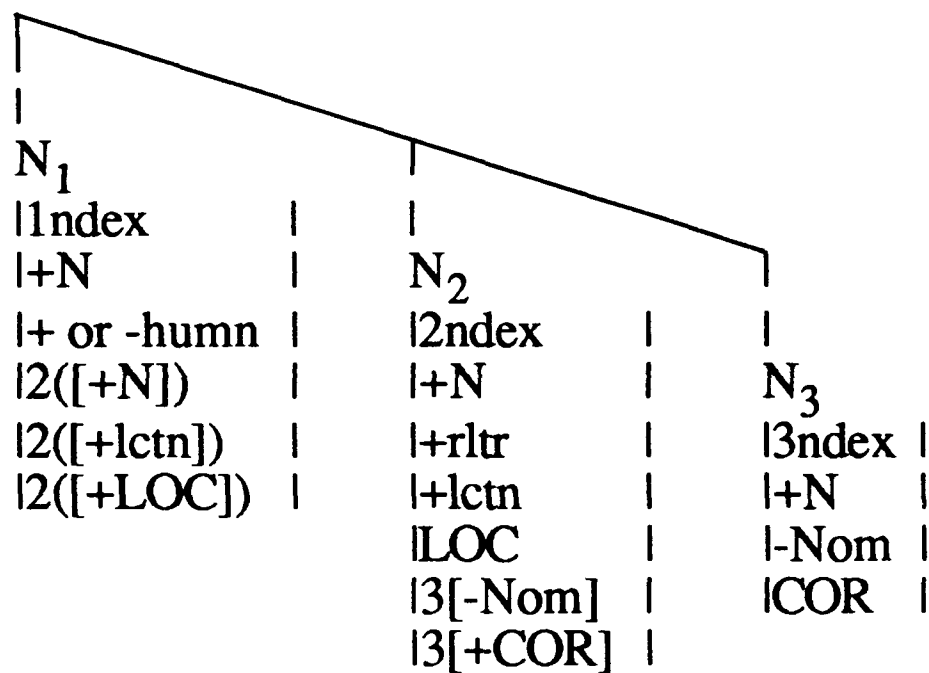 N1
|1ndex |
|+N |
|+ or -humn |
|2([+N]) |
|2([+lctn]) |
|2([+LOC]) |
N2
|2ndex |
|+N |
|+rltr |
|+lctn |
|LOC |
|3[-Nom] |
|3[+COR] |
N3
|3ndex |
|+N |
|-Nom |
|COR |